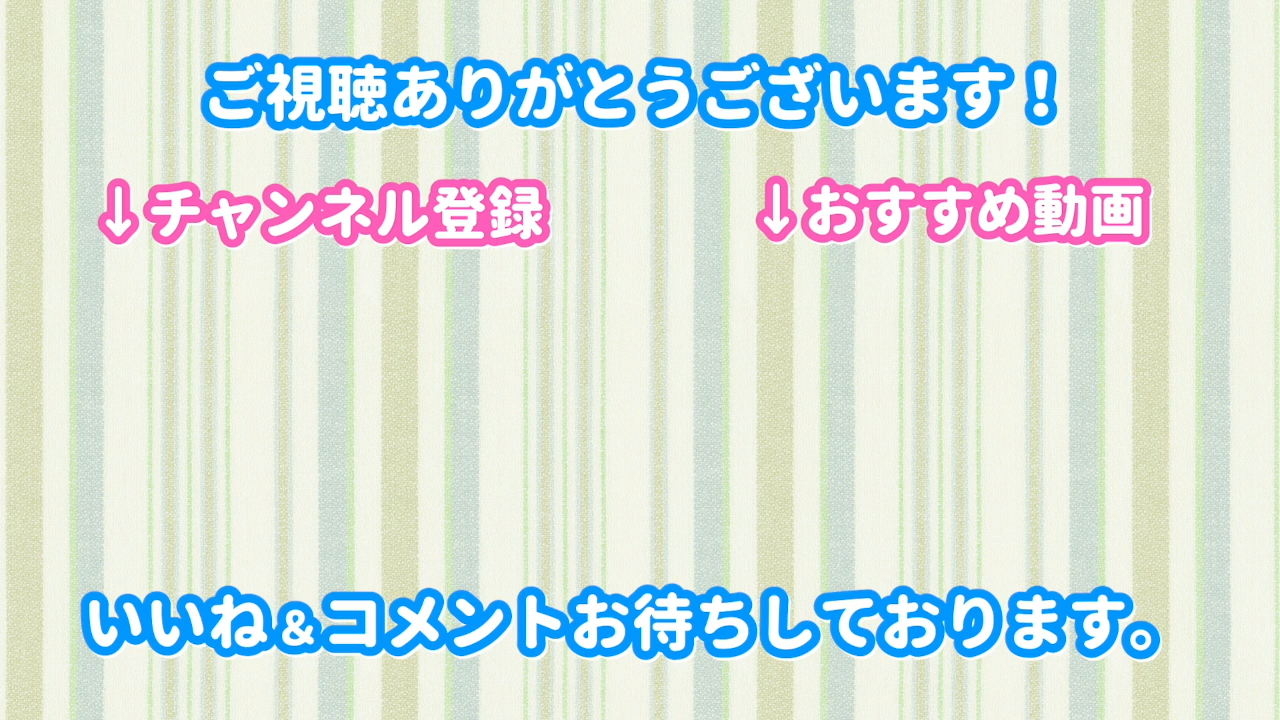 ご視聴ありがとうございます！
↓チャンネル登録
↓おすすめ動画
いいね＆コメントお待ちしております。